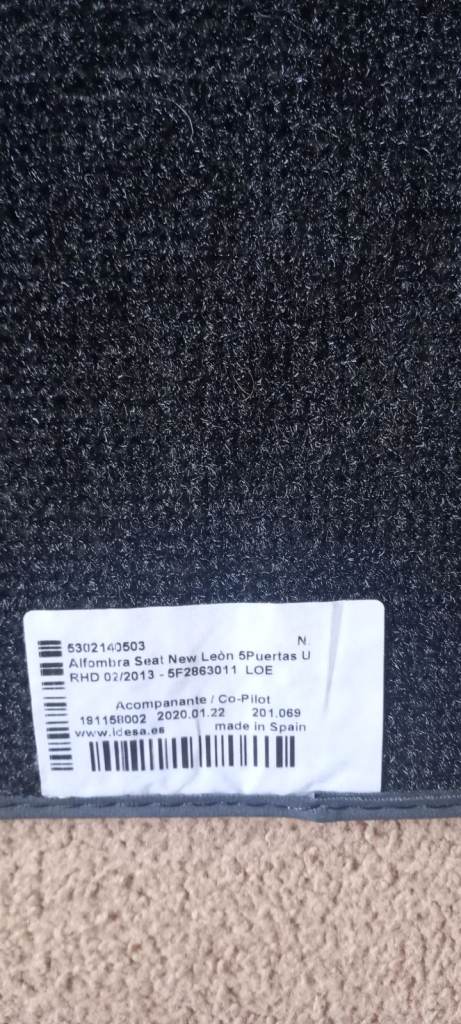 5302140503 N.
Alfombra Seat New Leòn 5Puertas U
RHD 02/2013 - 5F2863011 LOE
Acompanante / Co-Pilot
191158002 2020.01.22 201.069
www.idesa.es made in Spain